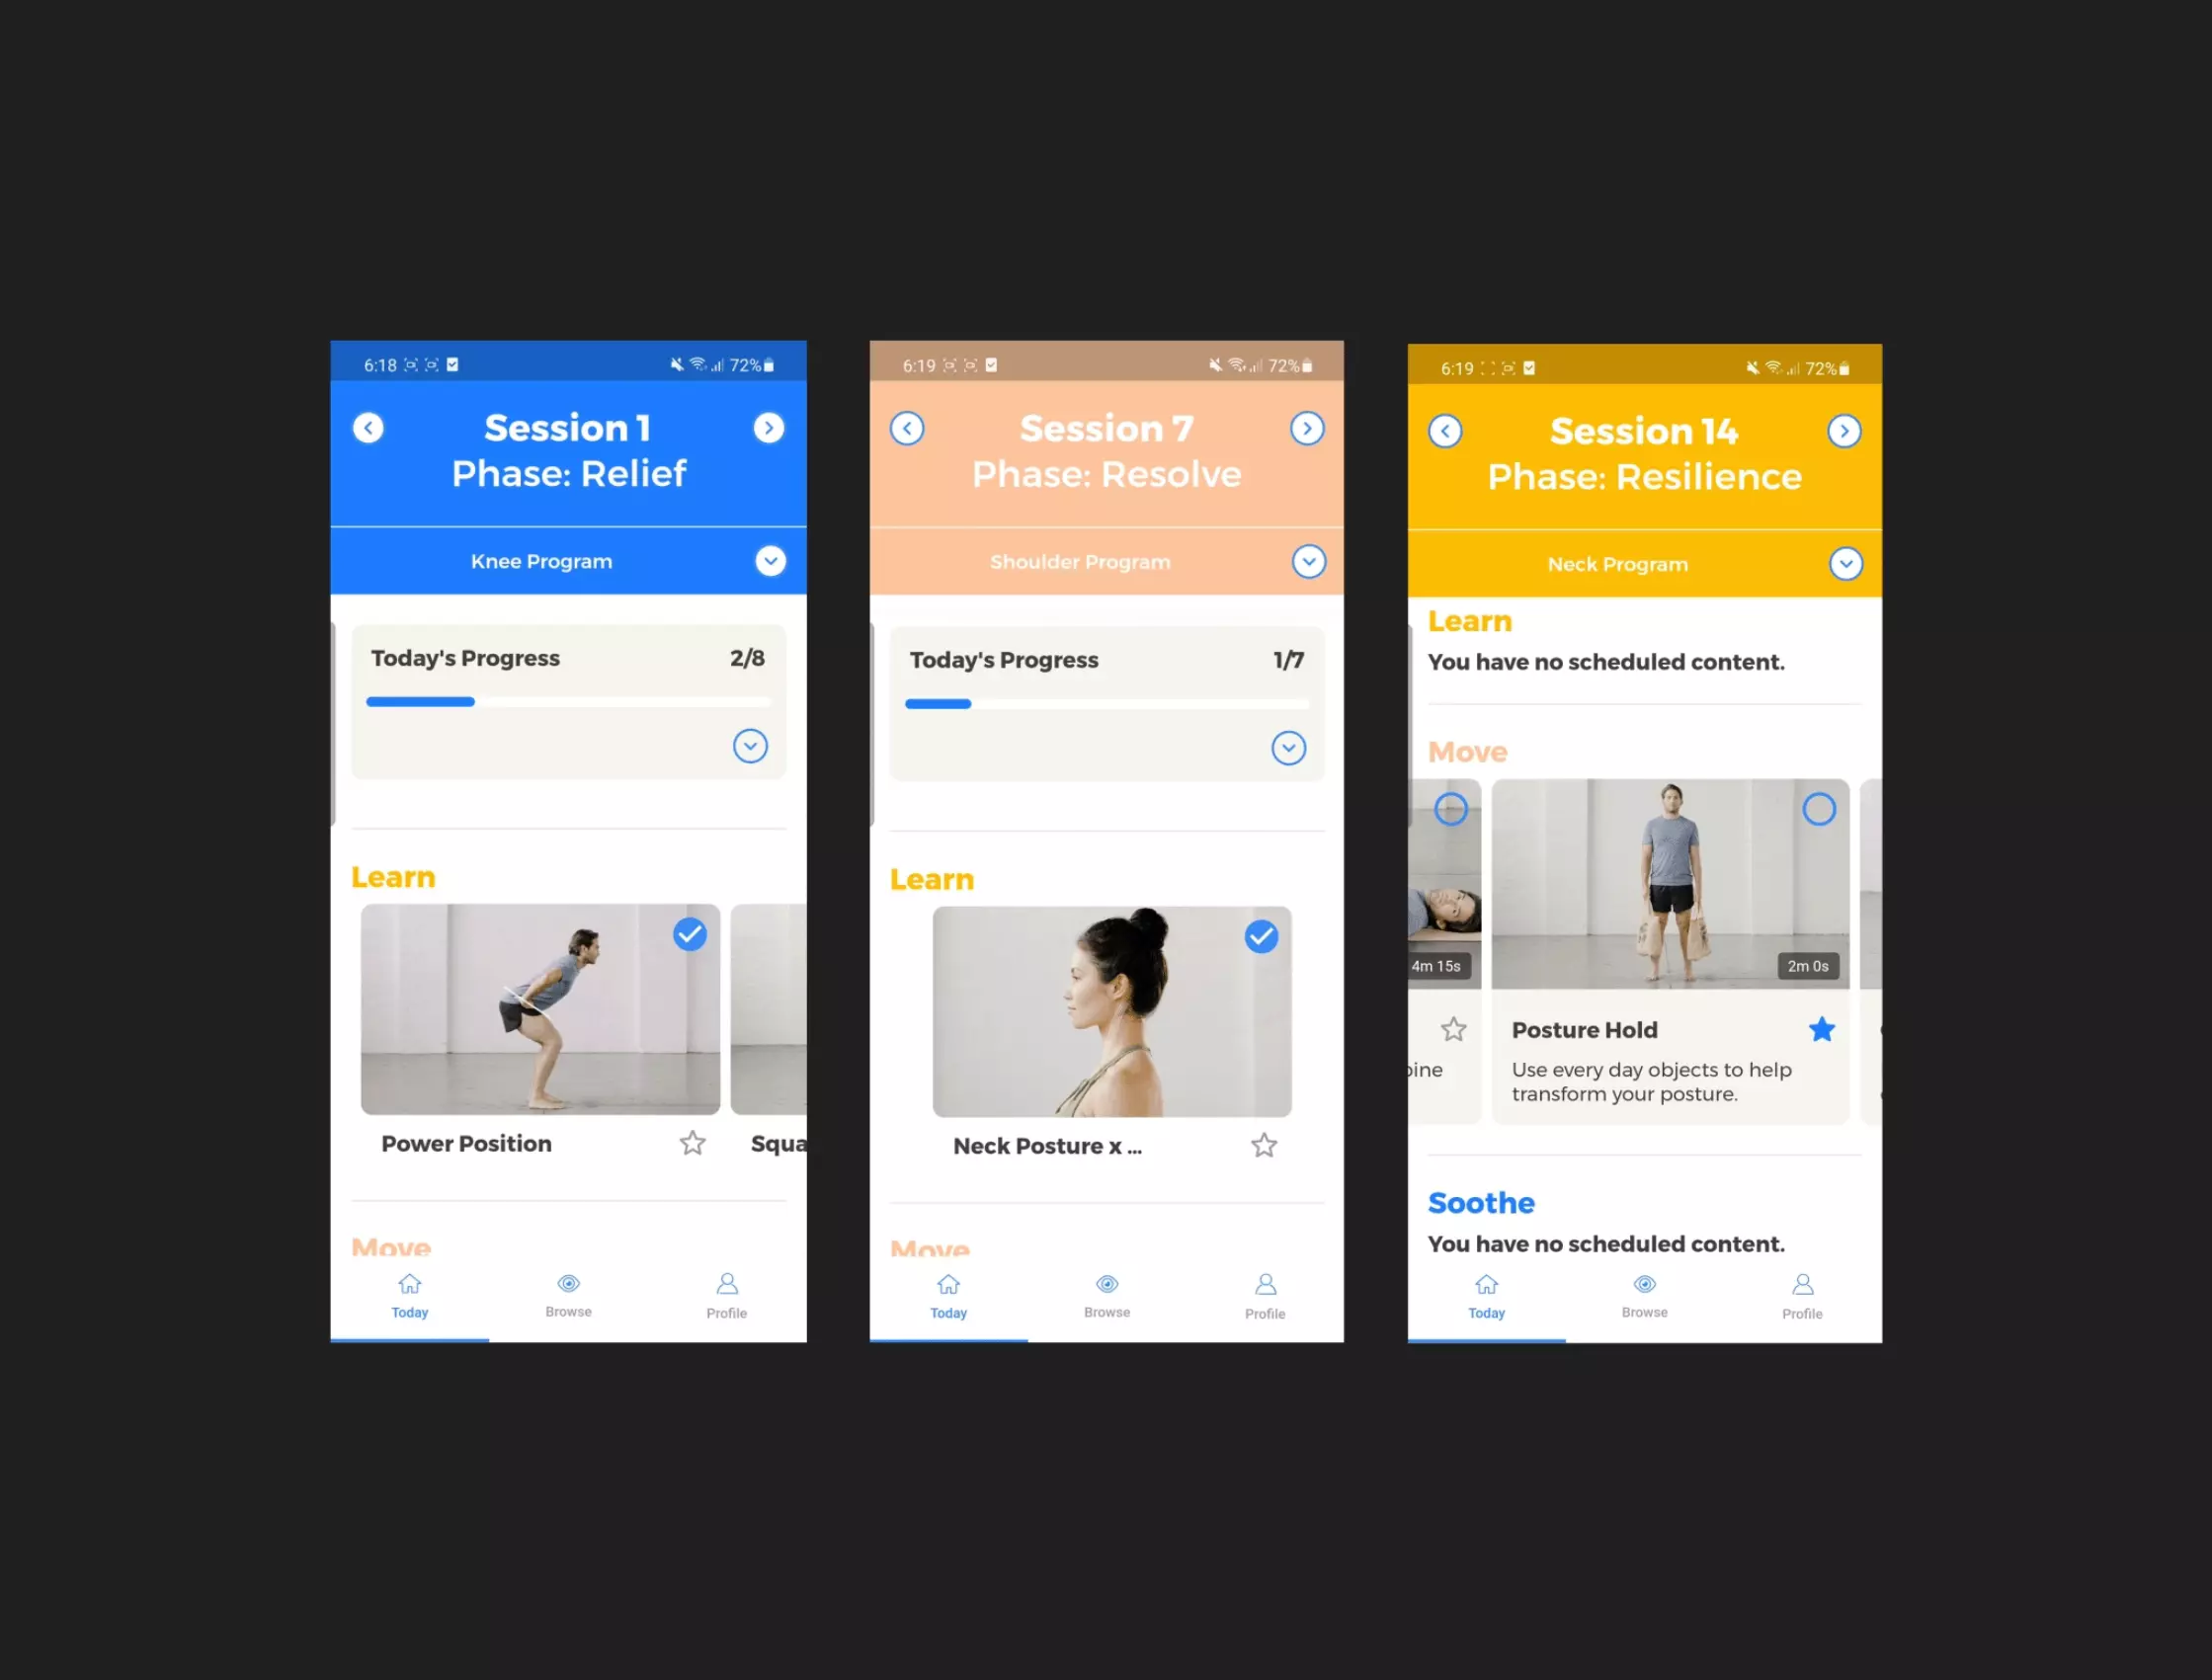 6:18
72%
Session 1
Phase: Relief
Knee Program
Today's Progress
2/8
Learn
Power Position
Squa
Move
Today
Browse
Profile
6:19
72%
Session 7
Phase: Resolve
Shoulder Program
Today's Progress
1/7
Learn
Neck Posture x ...
Move
Today
Browse
Profile
6:19
72%
Session 14
Phase: Resilience
Neck Program
Learn
You have no scheduled content.
Move
4m 15s
2m 0s
Posture Hold
Use every day objects to help
transform your posture.
Soothe
You have no scheduled content.
Today
Browse
Profile